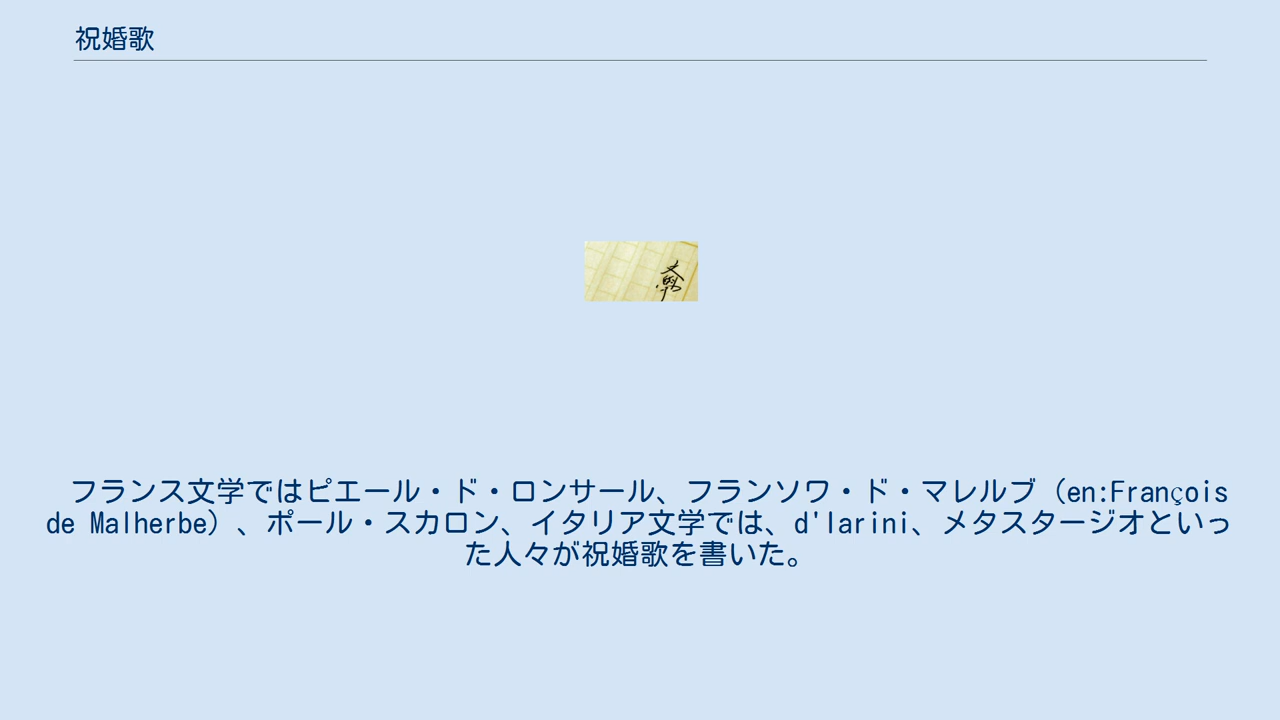 祝婚歌
フランス文学ではピエール・ド・ロンサール、フランソワ・ド・マレルブ（en:François
de Malherbe）、ポール・スカロン、イタリア文学では、d'Iarini、メタスタージオといっ
た人々が祝婚歌を書いた。